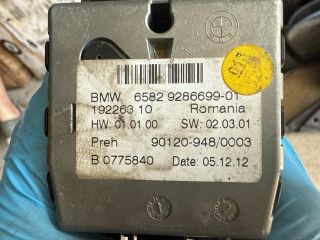 BMW 6582 9286699-01
192263 10 Romania
HW: 01.01 00 SW: 02.03.01
Preh 90120-948/0003
B 0775840 Date: 05.12.12